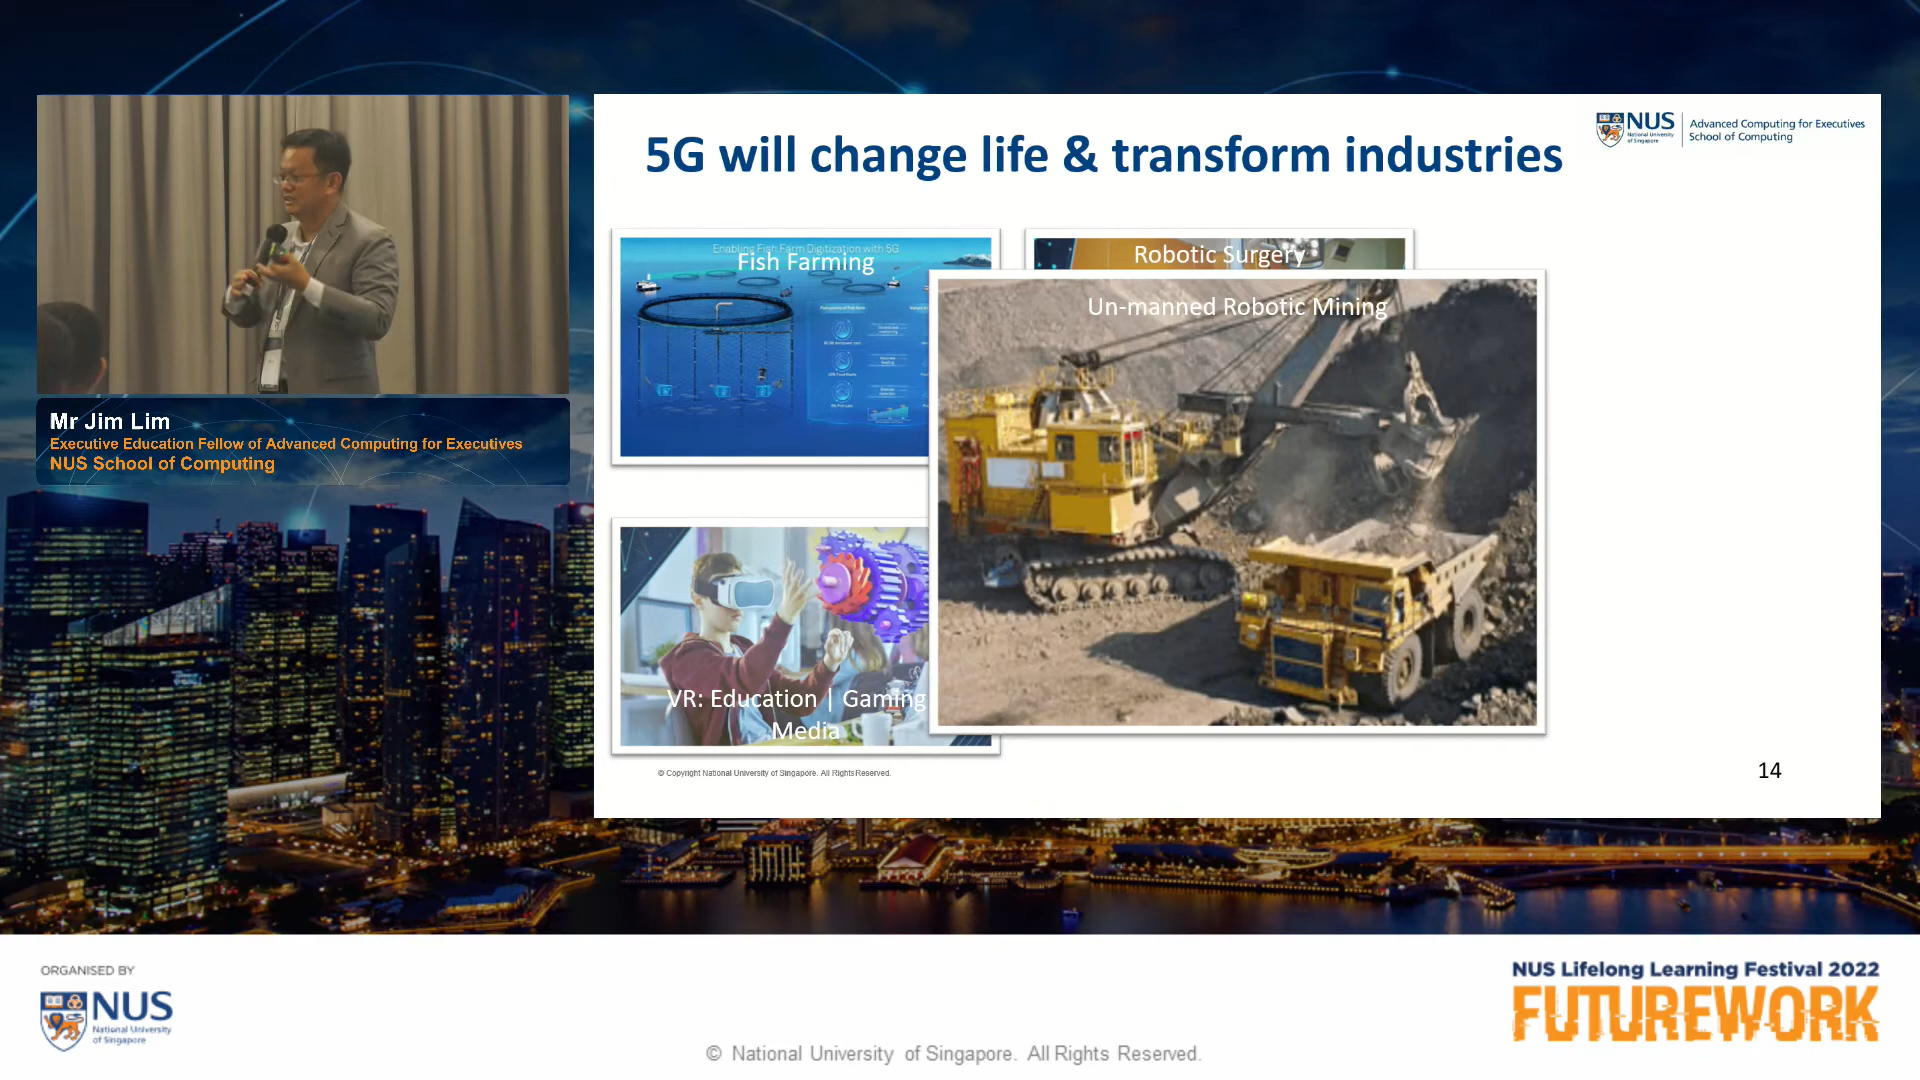 NUS
National University
of Singapore
Advanced Computing for Executives
School of Computing
5G will change life & transform industries
Enabling Fish Farm Digitization with 5G
Fish Farming
Robotic Surgery
Un-manned Robotic Mining
VR: Education | Gaming
Media
© Copyright National University of Singapore. All Rights Reserved.
14
Mr Jim Lim
Executive Education Fellow of Advanced Computing for Executives
NUS School of Computing
ORGANISED BY
NUS
National University
of Singapore
© National University of Singapore. All Rights Reserved.
NUS Lifelong Learning Festival 2022
FUTUREWORK